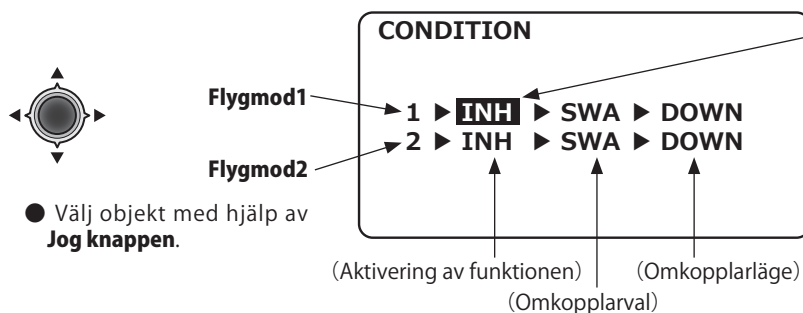 CONDITION
Flygmod1
1 ▶ INH ▶ SWA ▶ DOWN
Flygmod2
2 ▶ INH ▶ SWA ▶ DOWN
● Välj objekt med hjälp av
Jog knappen.
(Aktivering av funktionen)
(Omkopplarläge)
(Omkopplarval)